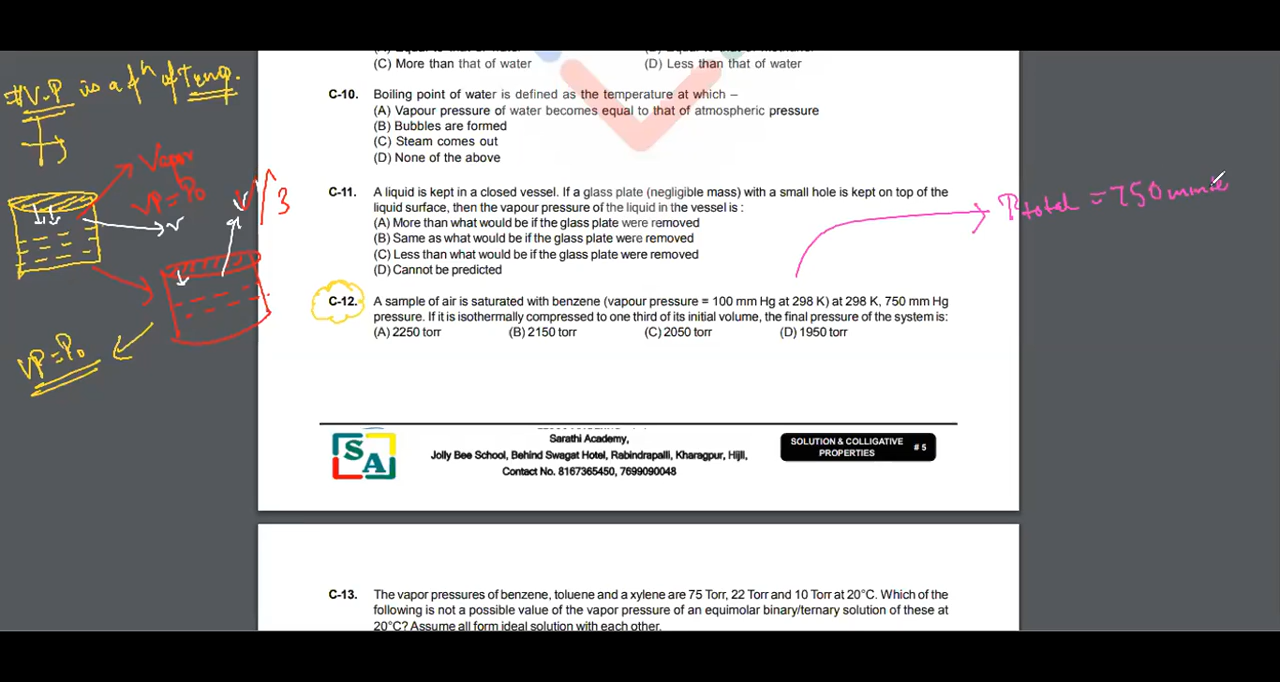 (C) More than that of water (D) Less than that of water
C-10. Boiling point of water is defined as the temperature at which –
(A) Vapour pressure of water becomes equal to that of atmospheric pressure
(B) Bubbles are formed
(C) Steam comes out
(D) None of the above
C-11. A liquid is kept in a closed vessel. If a glass plate (negligible mass) with a small hole is kept on top of the
liquid surface, then the vapour pressure of the liquid in the vessel is :
(A) More than what would be if the glass plate were removed
(B) Same as what would be if the glass plate were removed
(C) Less than what would be if the glass plate were removed
(D) Cannot be predicted
C-12. A sample of air is saturated with benzene (vapour pressure = 100 mm Hg at 298 K) at 298 K, 750 mm Hg
pressure. If it is isothermally compressed to one third of its initial volume, the final pressure of the system is:
(A) 2250 torr (B) 2150 torr (C) 2050 torr (D) 1950 torr
#V.P is a fⁿ of Temp.
Vapor
VP=P0
V
V/3
VP=P0
Ptotal = 750 mm
SA
Sarathi Academy,
Jolly Bee School, Behind Swagat Hotel, Rabindrapalli, Kharagpur, Hijli,
Contact No. 8167365450, 7699090048
SOLUTION & COLLIGATIVE
PROPERTIES # 5
C-13. The vapor pressures of benzene, toluene and a xylene are 75 Torr, 22 Torr and 10 Torr at 20°C. Which of the
following is not a possible value of the vapor pressure of an equimolar binary/ternary solution of these at
20°C? Assume all form ideal solution with each other.